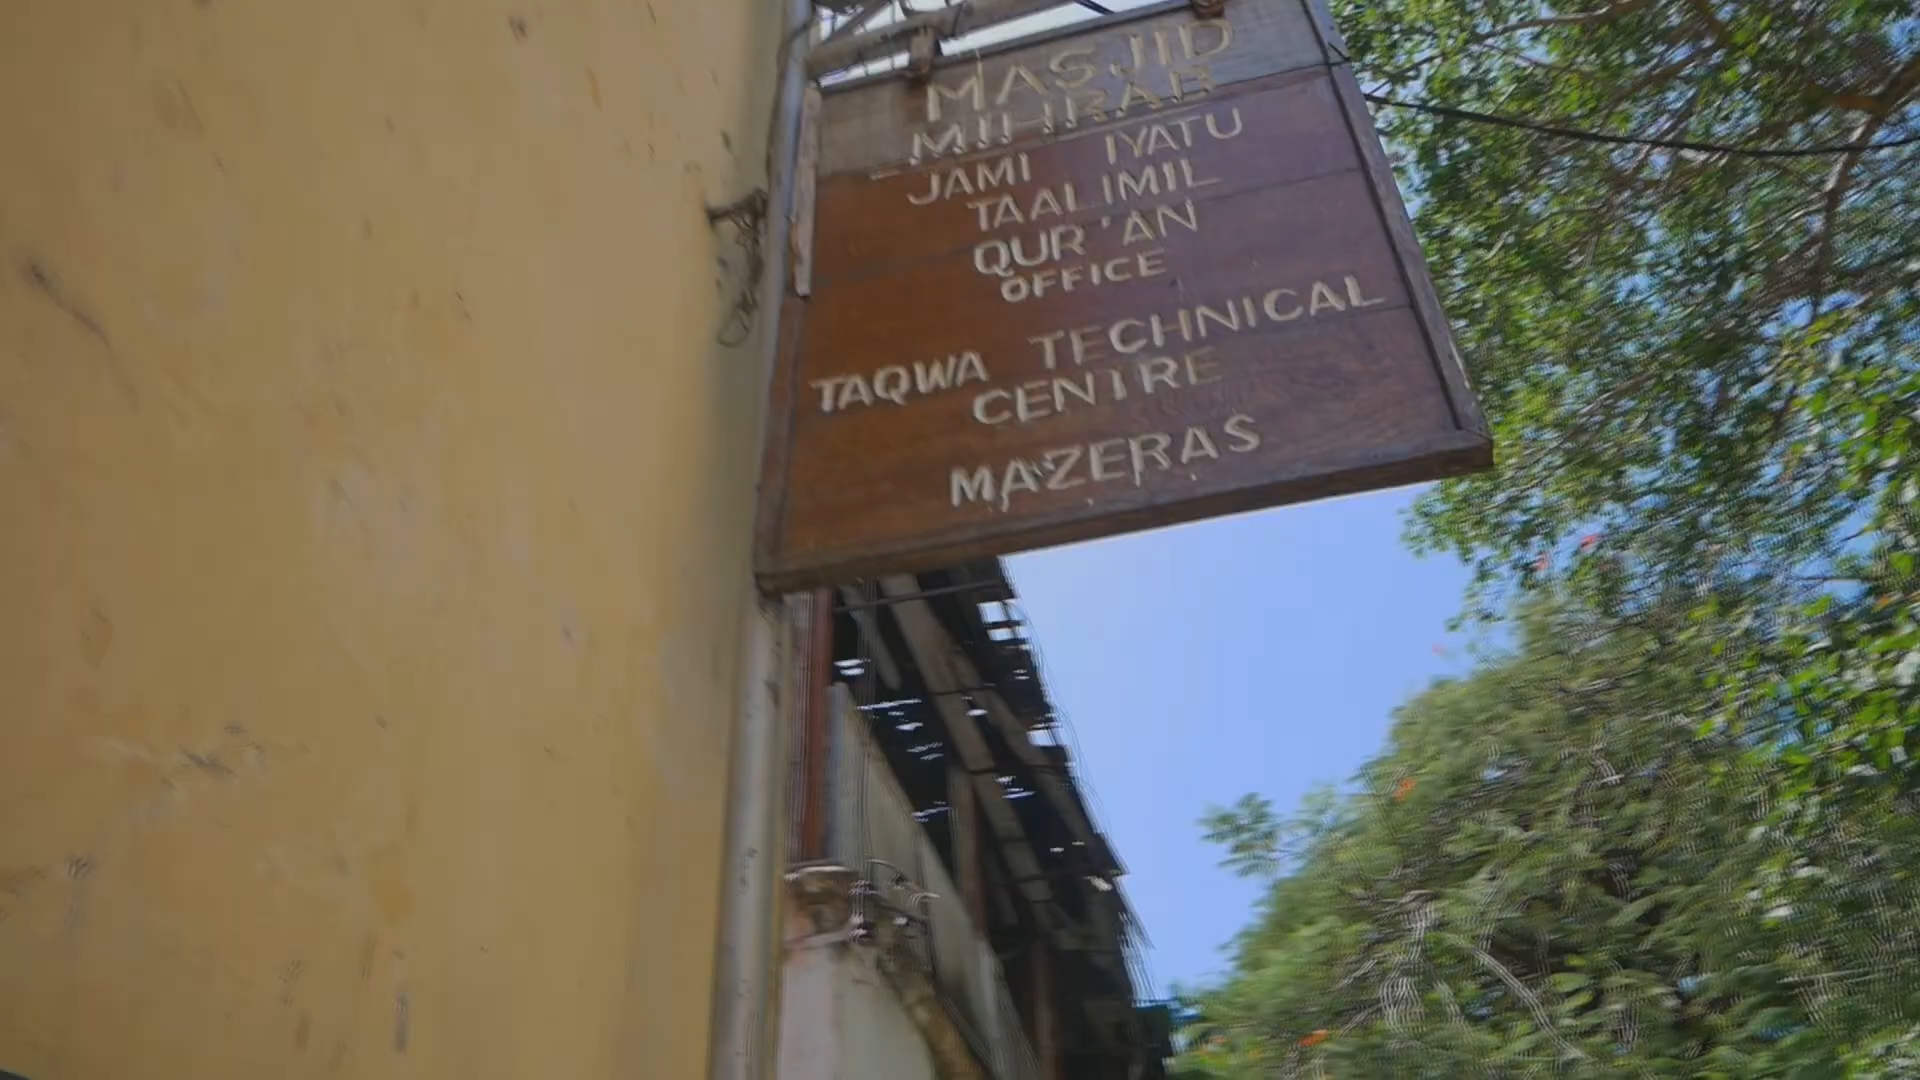 MASJID
MIHRAB
JAMI IYATU
TAALIMIL
QUR'AN
OFFICE
TAQWA TECHNICAL
CENTRE
MAZERAS